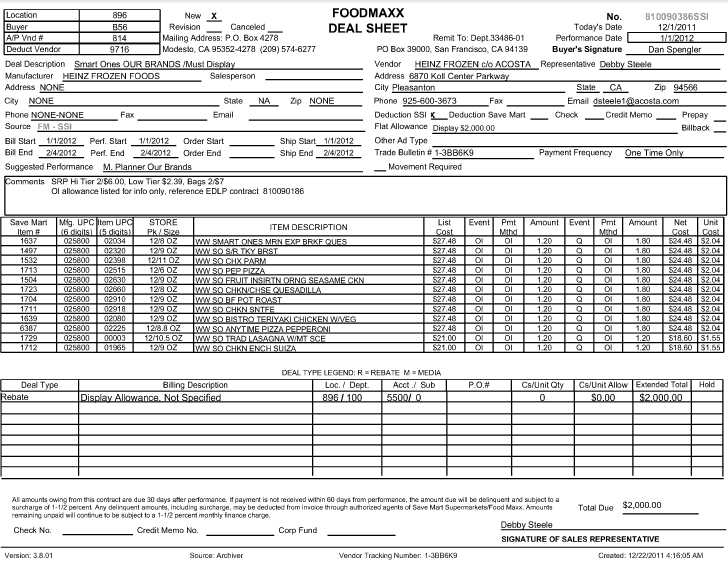 Location 896 New X FOODMAXX No. 810090386SSI
Buyer B56 Revision Canceled DEAL SHEET Today's Date 12/1/2011
A/P Vnd # 814 Mailing Address: P.O. Box 4278 Remit To: Dept.33486-01 Performance Date 1/1/2012
Deduct Vendor 9716 Modesto, CA 95352-4278 (209) 574-6277 PO Box 39000, San Francisco, CA 94139 Buyer's Signature Dan Spengler
Deal Description Smart Ones OUR BRANDS /Must Display Vendor HEINZ FROZEN c/o ACOSTA Representative Debby Steele
Manufacturer HEINZ FROZEN FOODS Salesperson Address 6870 Koll Center Parkway
Address NONE City Pleasanton State CA Zip 94566
City NONE State NA Zip NONE Phone 925-600-3673 Fax Email dsteele1@acosta.com
Phone NONE-NONE Fax Email Deduction SSI X Deduction Save Mart Check Credit Memo Prepay
Source FM - SSI Flat Allowance Display $2,000.00 Billback
Bill Start 1/1/2012 Perf. Start 1/1/2012 Order Start Ship Start 1/1/2012 Other Ad Type
Bill End 2/4/2012 Perf. End 2/4/2012 Order End Ship End 2/4/2012 Trade Bulletin # 1-3BB6K9 Payment Frequency One Time Only
Suggested Performance M. Planner Our Brands Movement Required
Comments SRP Hi Tier 2/$6.00, Low Tier $2.39, Bags 2/$7
OI allowance listed for info only, reference EDLP contract 810090186
Save Mart Mfg. UPC Item UPC STORE ITEM DESCRIPTION List Event Pmt Amount Event Pmt Amount Net Unit
Item # (6 digits) (5 digits) Pk / Size Cost Mthd Mthd Cost Cost
1637 025800 02034 12/8 OZ WW SMART ONES MRN EXP BRKF QUES $27.48 OI OI 1.20 Q OI 1.80 $24.48 $2.04
1497 025800 02320 12/9 OZ WW SO S/R TKY BRST $27.48 OI OI 1.20 Q OI 1.80 $24.48 $2.04
1532 025800 02398 12/11 OZ WW SO CHX PARM $27.48 OI OI 1.20 Q OI 1.80 $24.48 $2.04
1713 025800 02515 12/6 OZ WW SO PEP PIZZA $27.48 OI OI 1.20 Q OI 1.80 $24.48 $2.04
1504 025800 02630 12/9 OZ WW SO FRUIT INSIRTN ORNG SEASAME CKN $27.48 OI OI 1.20 Q OI 1.80 $24.48 $2.04
1723 025800 02660 12/8 OZ WW SO CHKN/CHSE QUESADILLA $27.48 OI OI 1.20 Q OI 1.80 $24.48 $2.04
1704 025800 02910 12/9 OZ WW SO BF POT ROAST $27.48 OI OI 1.20 Q OI 1.80 $24.48 $2.04
1711 025800 02918 12/9 OZ WW SO CHKN SNTFE $27.48 OI OI 1.20 Q OI 1.80 $24.48 $2.04
1639 025800 02080 12/9 OZ WW SO BISTRO TERIYAKI CHICKEN W/VEG $27.48 OI OI 1.20 Q OI 1.80 $24.48 $2.04
6387 025800 02225 12/8.8 OZ WW SO ANYTIME PIZZA PEPPERONI $27.48 OI OI 1.20 Q OI 1.80 $24.48 $2.04
1729 025800 00003 12/10.5 OZ WW SO TRAD LASAGNA W/MT SCE $21.00 OI OI 1.20 Q OI 1.80 $18.60 $1.55
1712 025800 01965 12/9 OZ WW SO CHKN ENCH SUIZA $21.00 OI OI 1.20 Q OI 1.80 $18.60 $1.55
DEAL TYPE LEGEND: R = REBATE M = MEDIA
Deal Type Billing Description Loc. / Dept. Acct ./ Sub P.O.# Cs/Unit Qty Cs/Unit Allow Extended Total Hold
Rebate Display Allowance, Not Specified 896 / 100 5500/ 0 0 $0.00 $2,000.00
All amounts owing from this contract are due 30 days after performance. If payment is not received within 60 days from performance, the amount due will be delinquent and subject to a
surcharge of 1-1/2 percent. Any delinquent amounts, including surcharge, may be deducted from invoice through authorized agents of Save Mart Supermarkets/Food Maxx. Amounts
remaining unpaid will continue to be subject to 1-1/2 percent monthly finance charge.
Total Due $2,000.00
Check No. Credit Memo No. Corp Fund Debby Steele
SIGNATURE OF SALES REPRESENTATIVE
Version: 3.8.01 Source: Archiver Vendor Tracking Number: 1-3BB6K9 Created: 12/22/2011 4:16:05 AM